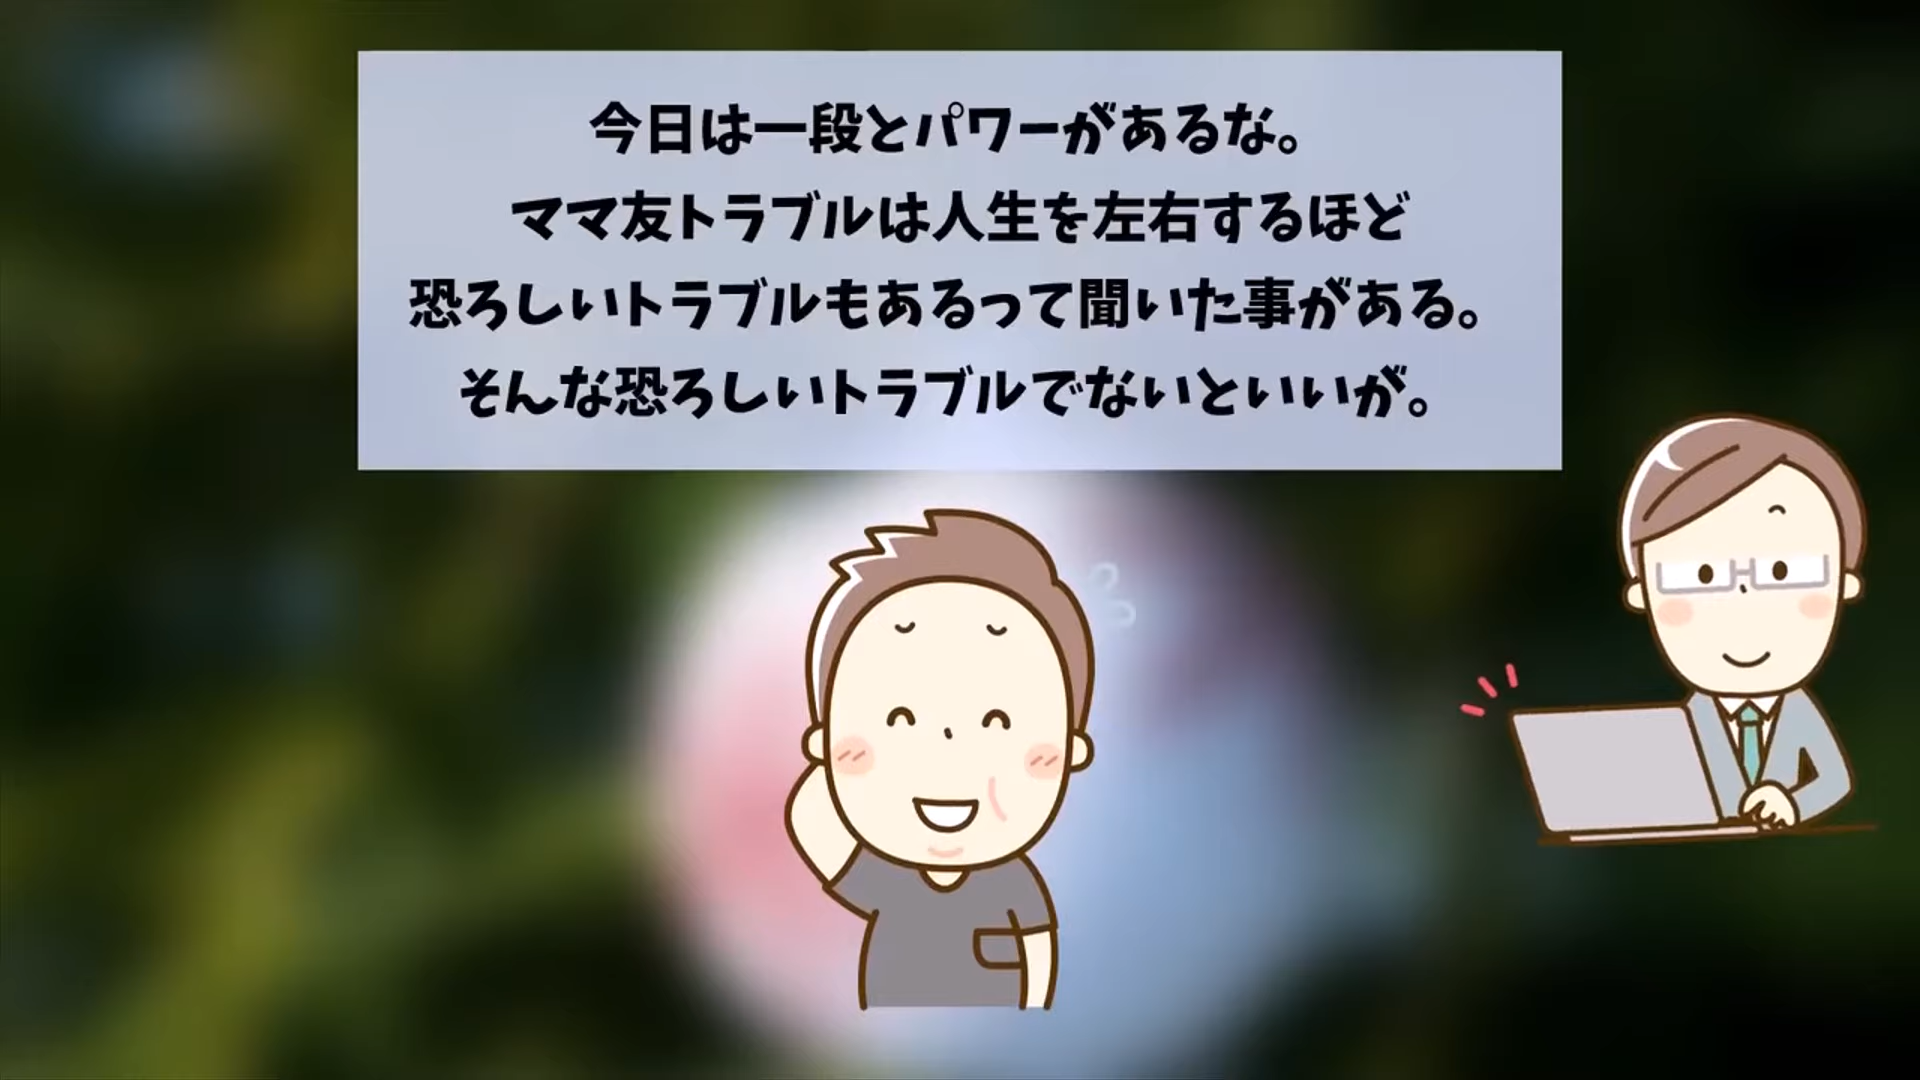 今日は一段とパワーがあるな。
ママ友トラブルは人生を左右するほど
恐ろしいトラブルもあるって聞いた事がある。
そんな恐ろしいトラブルでないといいが。